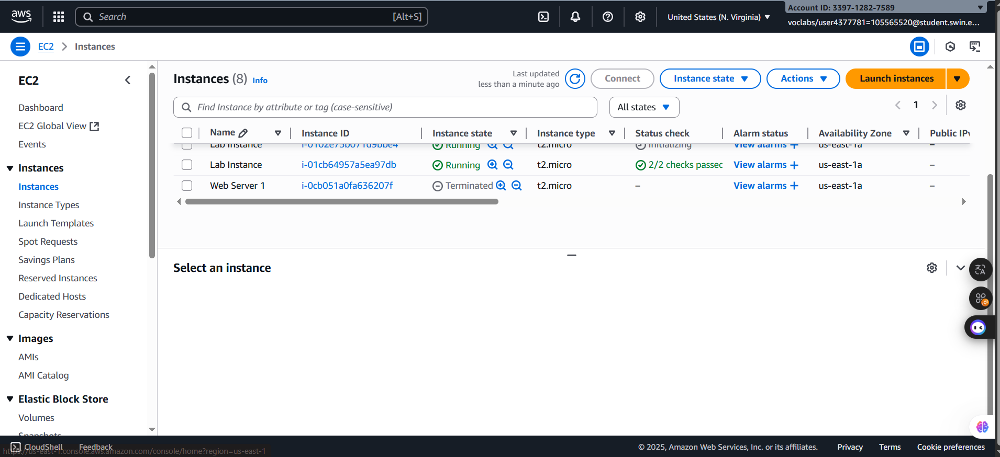 aws
Search [Alt+S]
United States (N. Virginia)
Account ID: 3397-1282-7589
voclabs/user4377781=105565520@student.swin.e...
EC2 > Instances
EC2
Dashboard
EC2 Global View
Events
Instances
Instances
Instance Types
Launch Templates
Spot Requests
Savings Plans
Reserved Instances
Dedicated Hosts
Capacity Reservations
Images
AMIs
AMI Catalog
Elastic Block Store
Volumes
Snapshots
Instances (8) Info
Last updated
less than a minute ago
Connect
Instance state
Actions
Launch instances
Find Instance by attribute or tag (case-sensitive)
All states
1
Name Instance ID Instance state Instance type Status check Alarm status Availability Zone Public IPv
Lab Instance i-0102e75b071d9bbe4 Running t2.micro Initializing View alarms + us-east-1a –
Lab Instance i-01cb64957a5ea97db Running t2.micro 2/2 checks passed View alarms + us-east-1a –
Web Server 1 i-0cb051a0fa636207f Terminated t2.micro – View alarms + us-east-1a –
Select an instance
CloudShell Feedback
https://us-east-1.console.aws.amazon.com/console/home?region=us-east-1
© 2025, Amazon Web Services, Inc. or its affiliates. Privacy Terms Cookie preferences